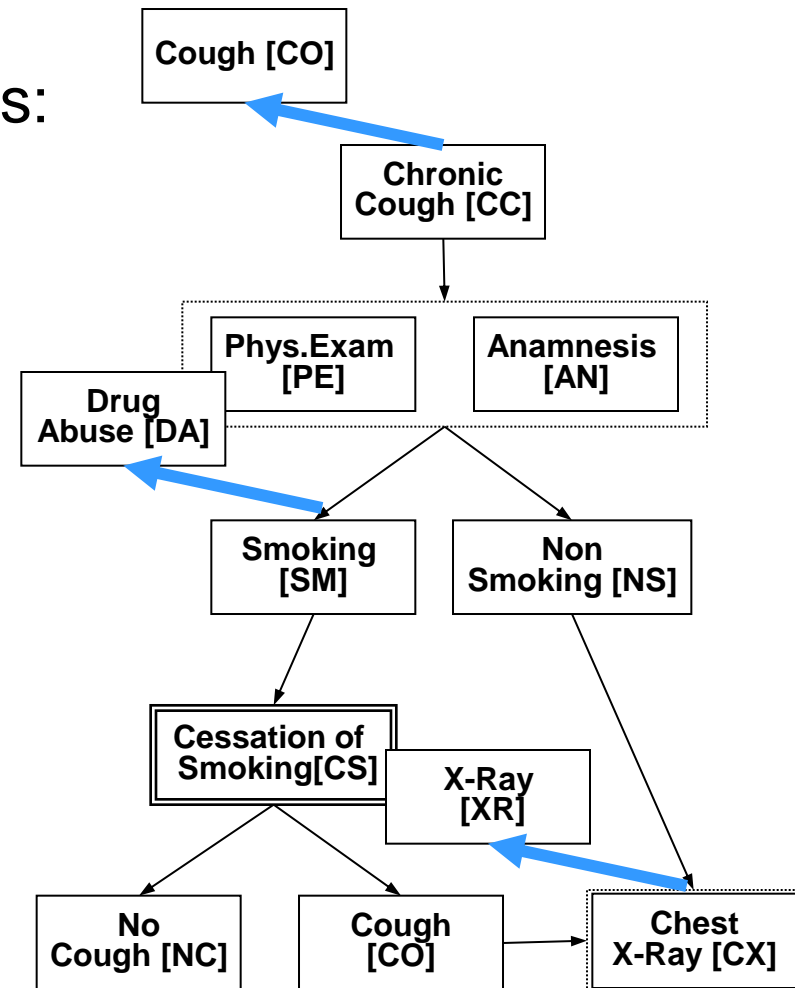 Cough [CO]
s:
Chronic
Cough [CC]
Phys.Exam
[PE]
Anamnesis
[AN]
Drug
Abuse [DA]
Smoking
[SM]
Non
Smoking [NS]
Cessation of
Smoking[CS]
X-Ray
[XR]
No
Cough [NC]
Cough
[CO]
Chest
X-Ray [CX]